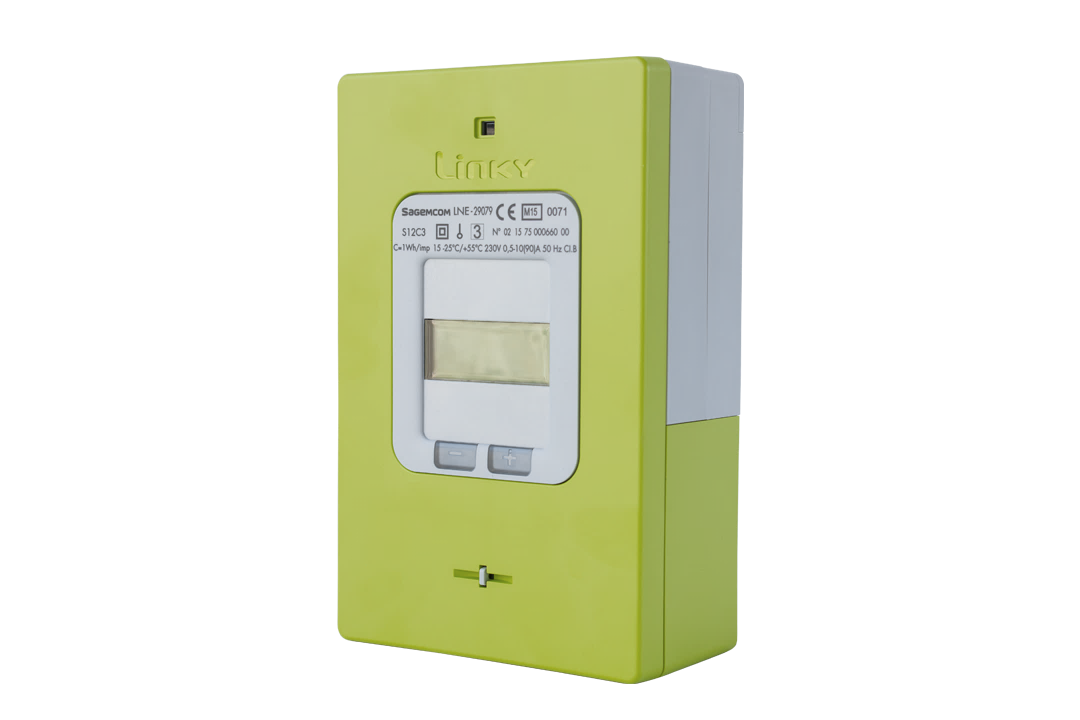 Linky
Sagemcom LNE-29079 CE M15 0071
S12C3 3 N° 02 15 75 000660 00
C=1Wh/imp 15 -25°C/+55°C 230V 0,5-10(90)A 50 Hz Cl.B
- +